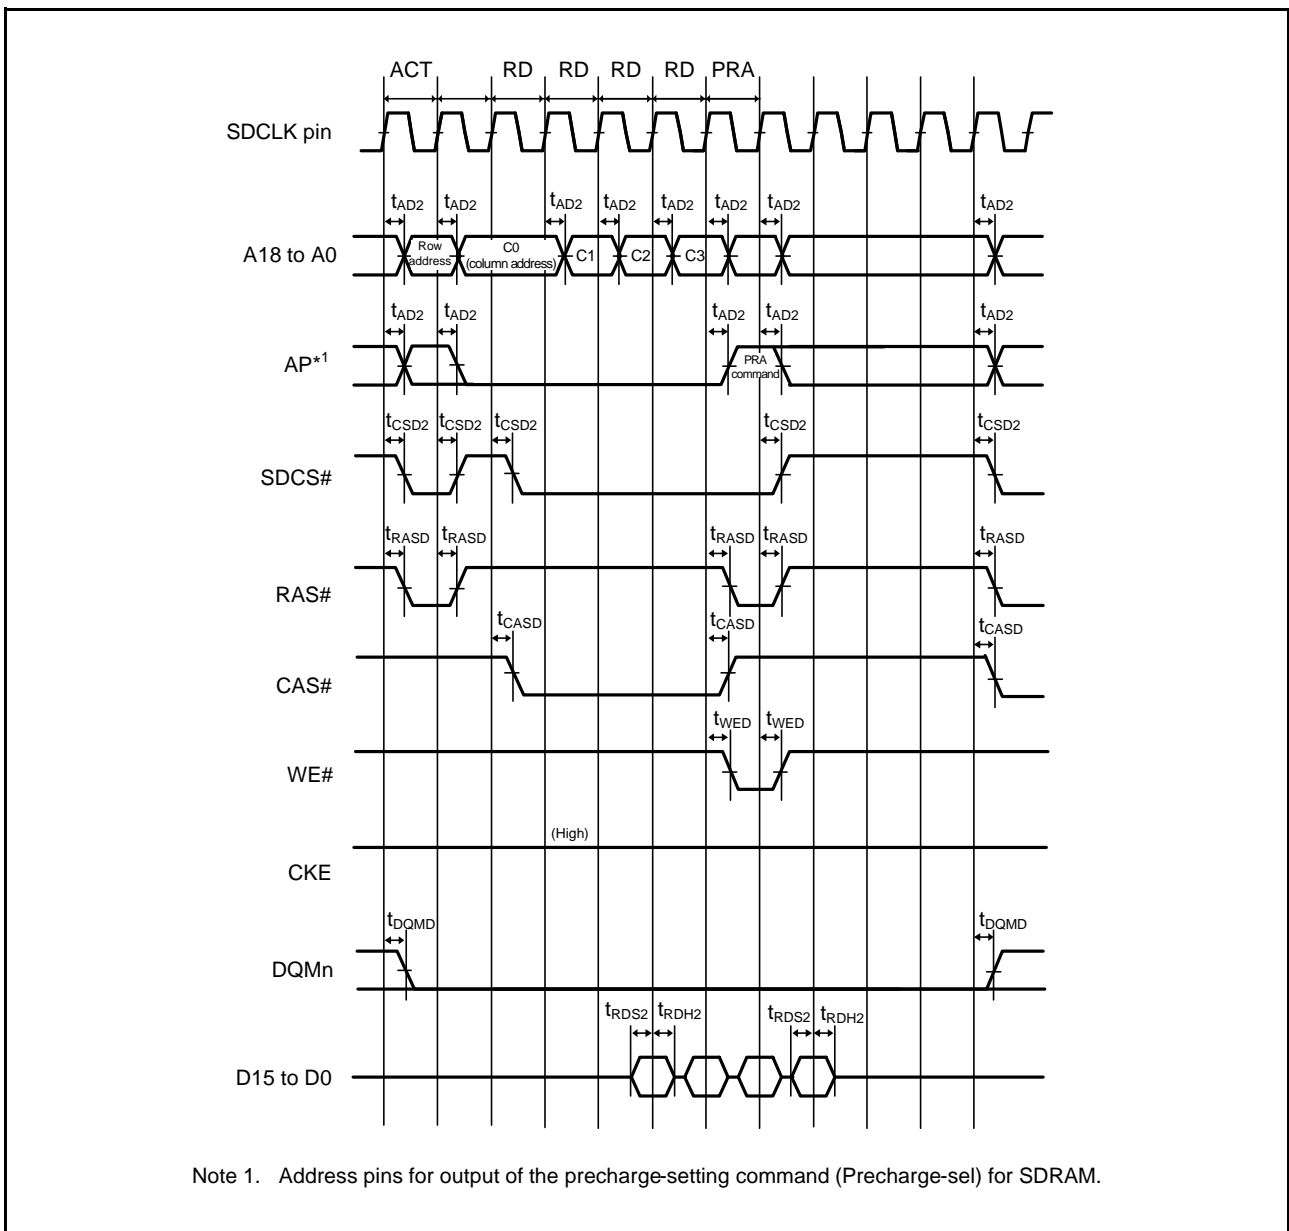 ACT RD RD RD RD PRA
SDCLK pin
tAD2 tAD2 tAD2 tAD2 tAD2 tAD2 tAD2 tAD2
A18 to A0
Row address
C0 (column address)
C1 C2 C3
tAD2 tAD2 tAD2 tAD2 tAD2
AP*1
PRA command
tCSD2 tCSD2 tCSD2 tCSD2 tCSD2
SDCS#
tRASD tRASD tRASD tRASD tRASD
RAS#
tCASD tCASD tCASD
CAS#
tWED tWED
WE#
(High)
CKE
tDQMD tDQMD
DQMn
tRDS2 tRDH2 tRDS2 tRDH2
D15 to D0
Note 1. Address pins for output of the precharge-setting command (Precharge-sel) for SDRAM.